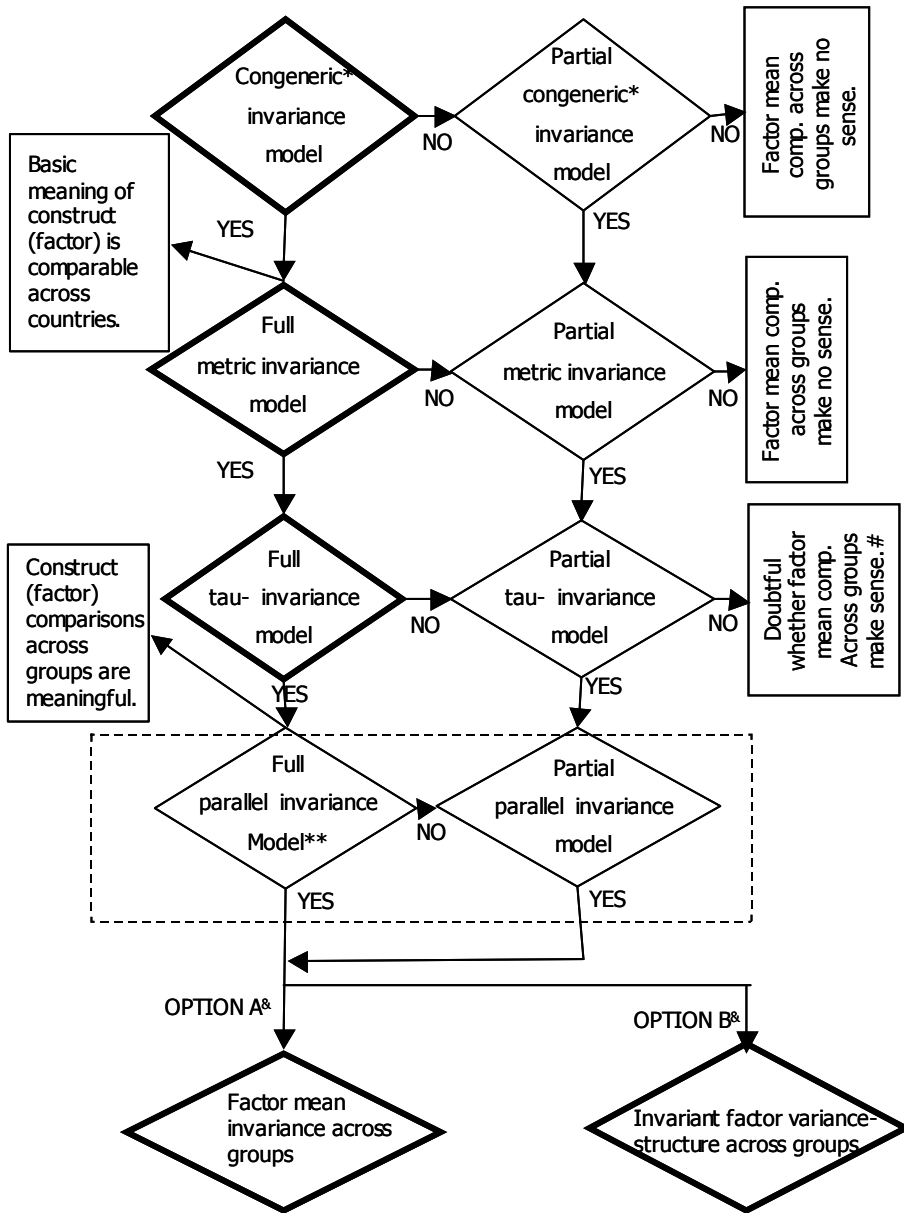 Congeneric*
invariance
model
NO
Partial
congeneric*
invariance
model
NO
Factor mean
comp. across
groups make no
sense.
Basic
meaning of
construct
(factor) is
comparable
across
countries.
YES
YES
Full
metric invariance
model
NO
Partial
metric invariance
model
NO
Factor mean comp.
across groups
make no sense.
YES
YES
Construct
(factor)
comparisons
across
groups are
meaningful.
Full
tau- invariance
model
NO
Partial
tau- invariance
model
NO
Doubtful
whether factor
mean comp.
Across groups
make sense.#
YES
YES
Full
parallel invariance
Model**
NO
Partial
parallel invariance
model
YES
YES
OPTION A&
OPTION B&
Factor mean
invariance across
groups
Invariant factor variance-
structure across groups